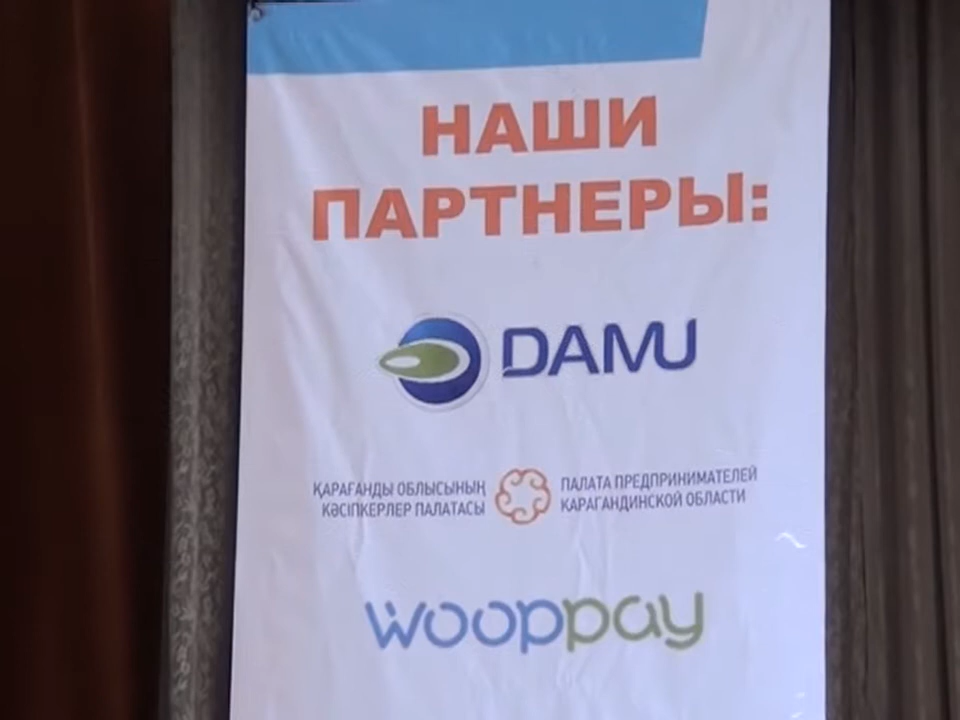 НАШИ
ПАРТНЕРЫ:
DAMU
ҚАРАҒАНДЫ ОБЛЫСЫНЫҢ
КӘСІПКЕРЛЕР ПАЛАТАСЫ
ПАЛАТА ПРЕДПРИНИМАТЕЛЕЙ
КАРАГАНДИНСКОЙ ОБЛАСТИ
wooppay